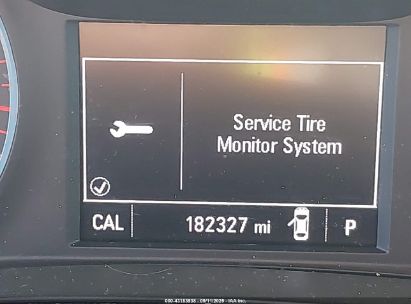 Service Tire
Monitor System
CAL 182327 mi P